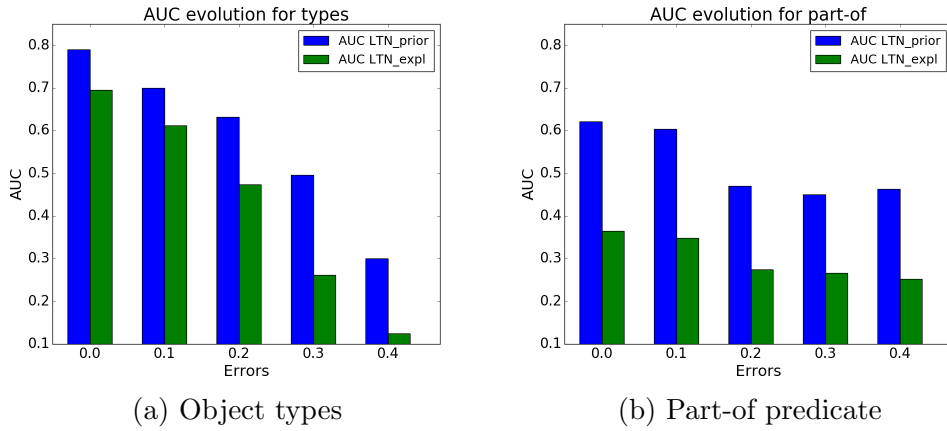 AUC evolution for types
AUC LTN_prior
AUC LTN_expl
AUC
0.8
0.7
0.6
0.5
0.4
0.3
0.2
0.1
0.0 0.1 0.2 0.3 0.4
Errors
(a) Object types
AUC evolution for part-of
AUC LTN_prior
AUC LTN_expl
AUC
0.8
0.7
0.6
0.5
0.4
0.3
0.2
0.1
0.0 0.1 0.2 0.3 0.4
Errors
(b) Part-of predicate